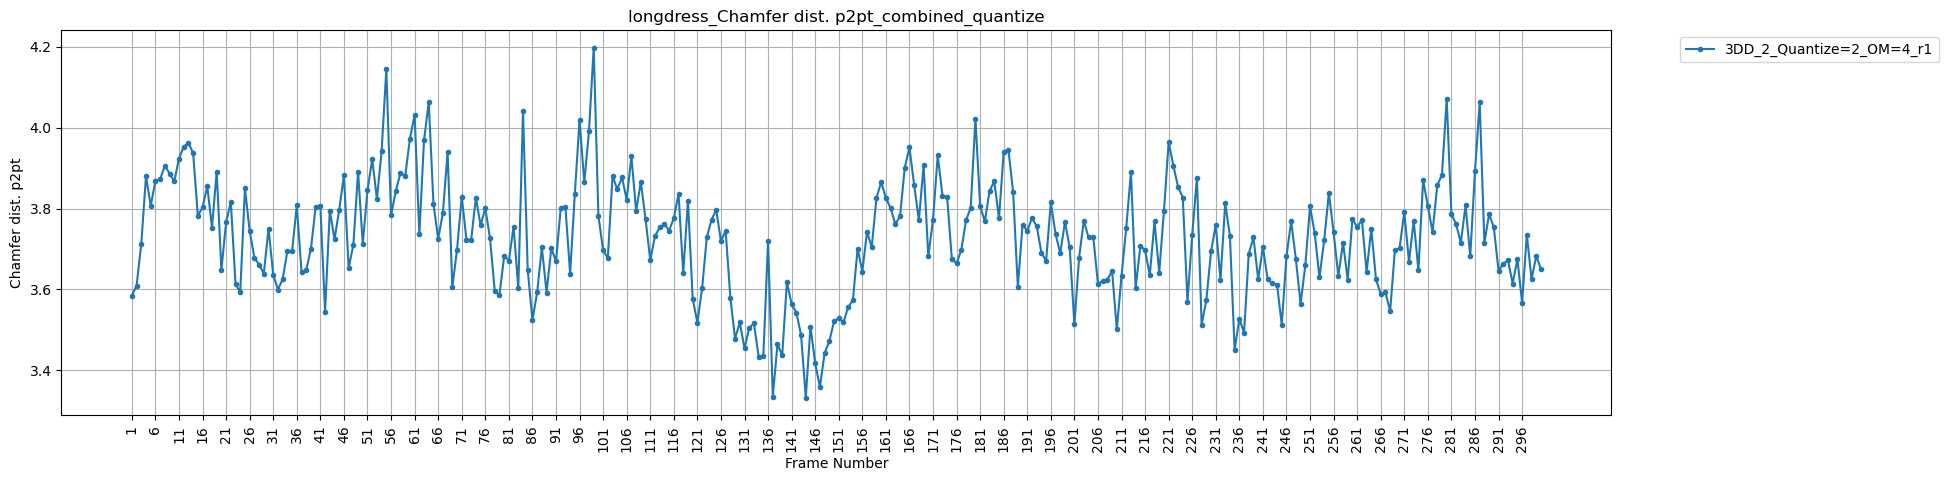 longdress_Chamfer dist. p2pt_combined_quantize
3DD_2_Quantize=2_OM=4_r1
Chamfer dist. p2pt
4.2
4.0
3.8
3.6
3.4
1 6 11 16 21 26 31 36 41 46 51 56 61 66 71 76 81 86 91 96 101 106 111 116 121 126 131 136 141 146 151 156 161 166 171 176 181 186 191 196 201 206 211 216 221 226 231 236 241 246 251 256 261 266 271 276 281 286 291 296
Frame Number